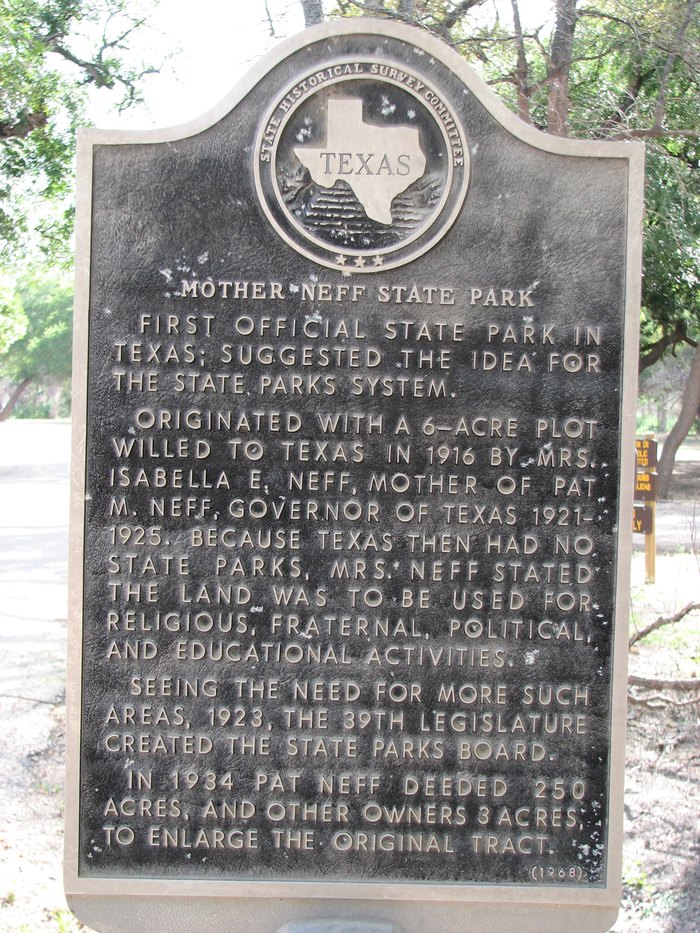 STATE HISTORICAL SURVEY COMMITTEE
TEXAS
MOTHER NEFF STATE PARK
FIRST OFFICIAL STATE PARK IN
TEXAS; SUGGESTED THE IDEA FOR
THE STATE PARKS SYSTEM.
ORIGINATED WITH A 6-ACRE PLOT
WILLED TO TEXAS IN 1916 BY MRS.
ISABELLA E. NEFF, MOTHER OF PAT
M. NEFF, GOVERNOR OF TEXAS 1921-
1925. BECAUSE TEXAS THEN HAD NO
STATE PARKS, MRS. NEFF STATED
THE LAND WAS TO BE USED FOR
RELIGIOUS, FRATERNAL, POLITICAL,
AND EDUCATIONAL ACTIVITIES.
SEEING THE NEED FOR MORE SUCH
AREAS, 1923, THE 39TH LEGISLATURE
CREATED THE STATE PARKS BOARD.
IN 1934 PAT NEFF DEEDED 250
ACRES, AND OTHER OWNERS 3 ACRES,
TO ENLARGE THE ORIGINAL TRACT.
(1968)